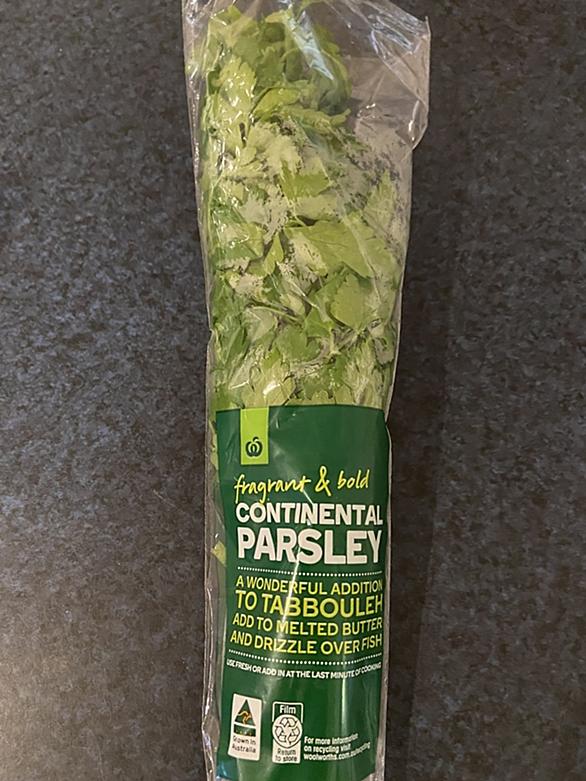 fragrant & bold
CONTINENTAL
PARSLEY
A WONDERFUL ADDITION
TO TABBOULEH
ADD TO MELTED BUTTER
AND DRIZZLE OVER FISH
USE FRESH OR ADD IN AT THE LAST MINUTE OF COOKING
Grown In
Australia
Film
Return
to store
For more information
on recycling visit
woolworths.com.au/recycling